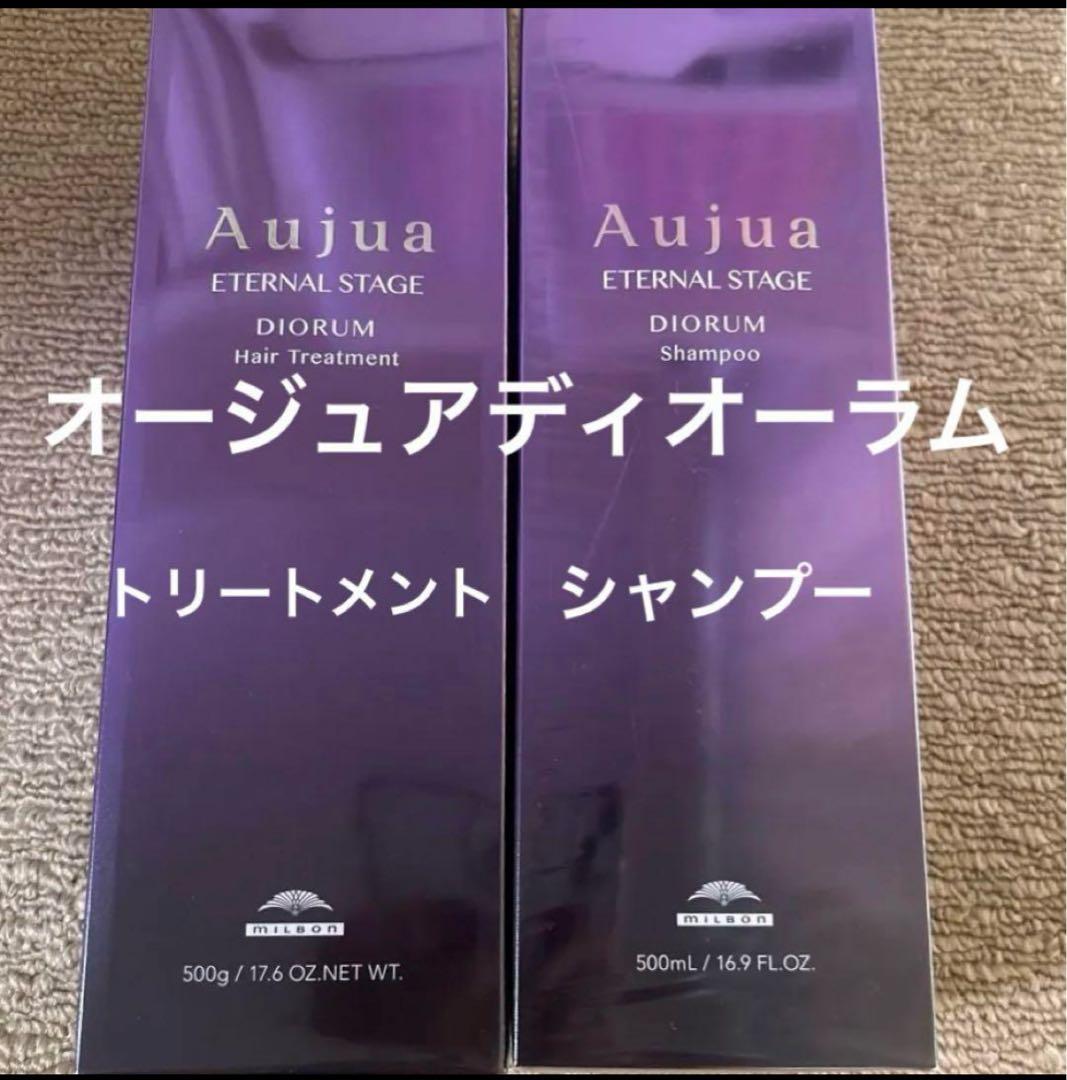 Aujua
ETERNAL STAGE
DIORUM
Hair Treatment
Aujua
ETERNAL STAGE
DIORUM
Shampoo
オージュアディオーラム
トリートメント シャンプー
MILBON
500g / 17.6 OZ.NET WT.
MILBON
500mL / 16.9 FL.OZ.